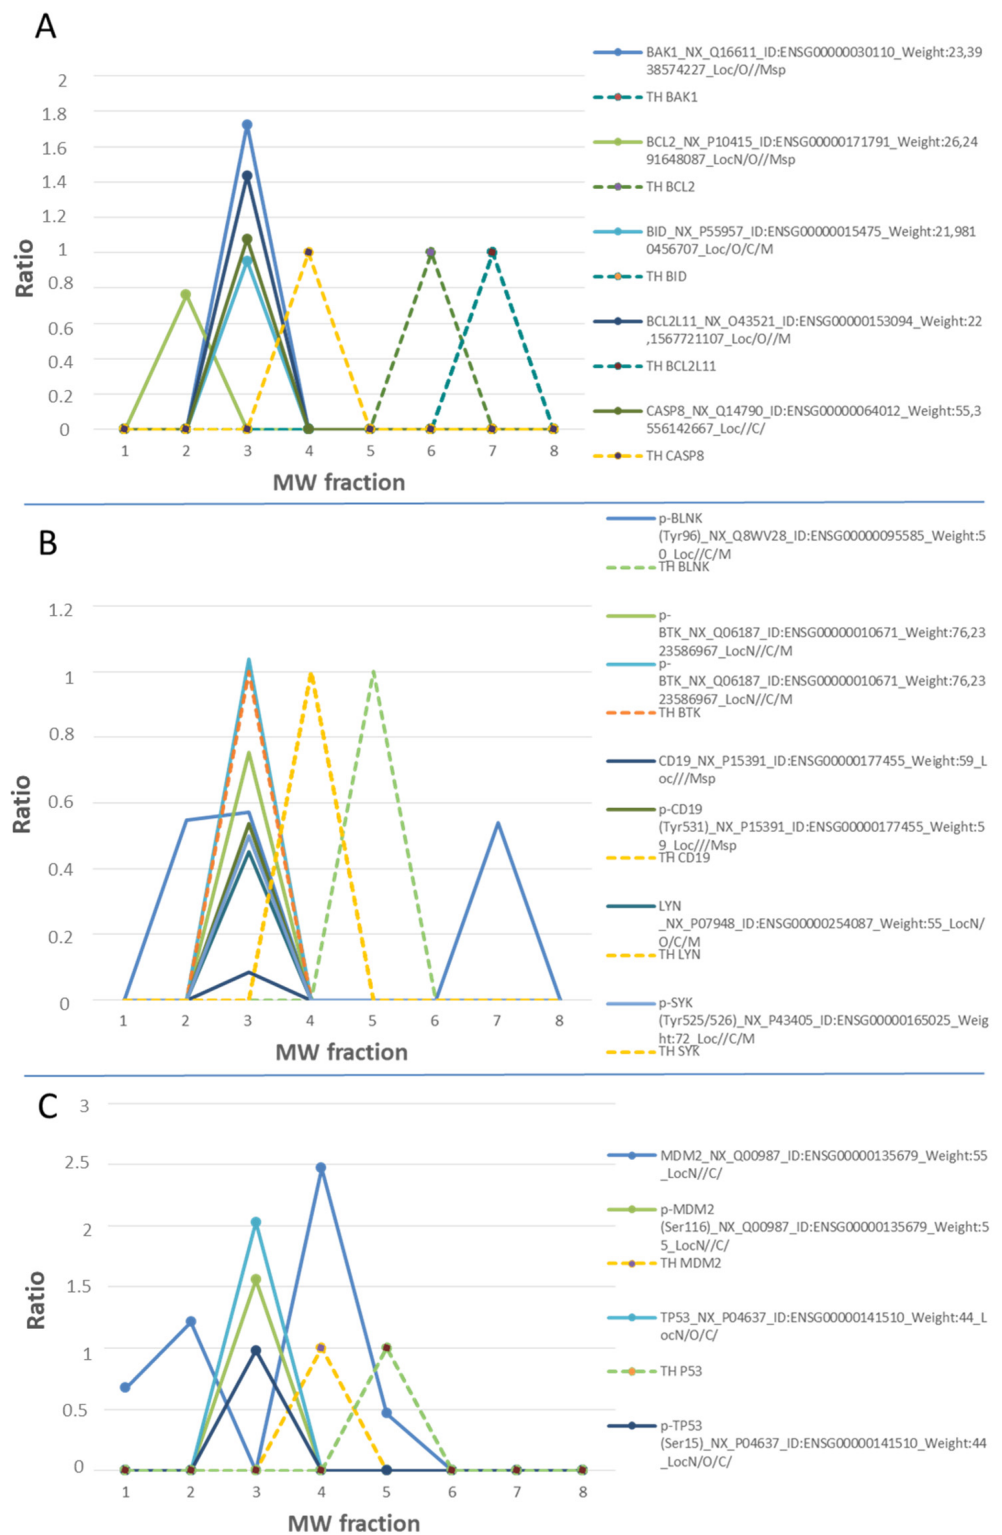 A
BAK1_NX_Q16611_ID:ENSG00000030110_Weight:23,39
38574227_Loc/O//Msp
TH BAK1
BCL2_NX_P10415_ID:ENSG00000171791_Weight:26,24
91648087_LocN/O//Msp
TH BCL2
BID_NX_P55957_ID:ENSG00000015475_Weight:21,981
0456707_Loc/O/C/M
TH BID
BCL2L11_NX_O43521_ID:ENSG00000153094_Weight:22
,1567721107_Loc/O//M
TH BCL2L11
CASP8_NX_Q14790_ID:ENSG00000064012_Weight:55,3
556142667_Loc//C/
TH CASP8
2
1.8
1.6
1.4
1.2
1
0.8
0.6
0.4
0.2
0
Ratio
1 2 3 4 5 6 7 8
MW fraction
B
p-BLNK
(Tyr96)_NX_Q8WV28_ID:ENSG00000095585_Weight:5
0_Loc//C/M
TH BLNK
p-
BTK_NX_Q06187_ID:ENSG00000010671_Weight:76,23
23586967_LocN//C/M
p-
BTK_NX_Q06187_ID:ENSG00000010671_Weight:76,23
23586967_LocN//C/M
TH BTK
CD19_NX_P15391_ID:ENSG00000177455_Weight:59_L
oc///Msp
p-CD19
(Tyr531)_NX_P15391_ID:ENSG00000177455_Weight:5
9_Loc///Msp
TH CD19
LYN
_NX_P07948_ID:ENSG00000254087_Weight:55_LocN/
O/C/M
TH LYN
p-SYK
(Tyr525/526)_NX_P43405_ID:ENSG00000165025_Weig
ht:72_Loc//C/M
TH SYK
1.2
1
0.8
0.6
0.4
0.2
0
Ratio
1 2 3 4 5 6 7 8
MW fraction
C
MDM2_NX_Q00987_ID:ENSG00000135679_Weight:55
_LocN//C/
p-MDM2
(Ser116)_NX_Q00987_ID:ENSG00000135679_Weight:5
5_LocN//C/
TH MDM2
TP53_NX_P04637_ID:ENSG00000141510_Weight:44_L
ocN/O/C/
TH P53
p-TP53
(Ser15)_NX_P04637_ID:ENSG00000141510_Weight:44
_LocN/O/C/
3
2.5
2
1.5
1
0.5
0
Ratio
1 2 3 4 5 6 7 8
MW fraction